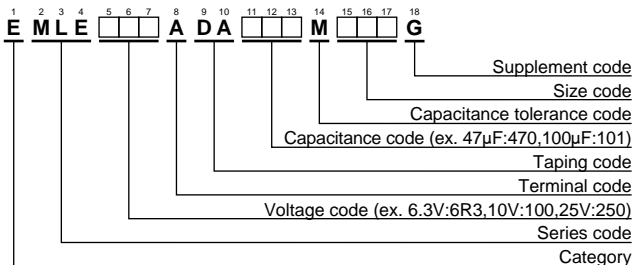 1 2 3 4 5 6 7 8 9 10 11 12 13 14 15 16 17 18
E MLE □□□ A DA □□□ M □□□ G
Supplement code
Size code
Capacitance tolerance code
Capacitance code (ex. 47µF:470,100µF:101)
Taping code
Terminal code
Voltage code (ex. 6.3V:6R3,10V:100,25V:250)
Series code
Category